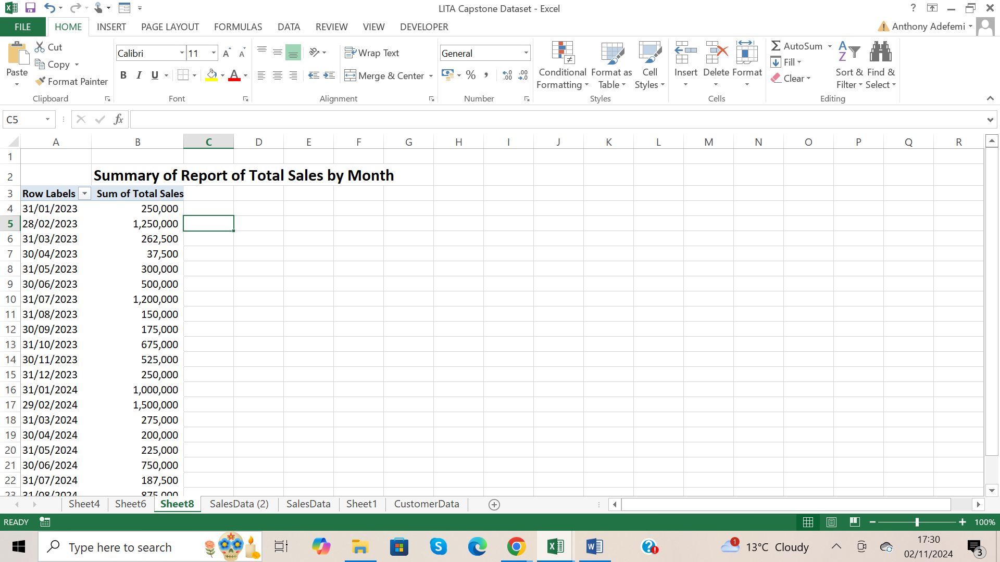 LITA Capstone Dataset - Excel
FILE HOME INSERT PAGE LAYOUT FORMULAS DATA REVIEW VIEW DEVELOPER Anthony Adefemi
Paste
Cut
Copy
Format Painter
Clipboard
Calibri 11
B I U
Font
Wrap Text
Merge & Center
Alignment
General
%
Number
Conditional Formatting
Format as Table
Cell Styles
Styles
Insert Delete Format
Cells
AutoSum
Fill
Clear
Sort & Filter
Find & Select
Editing
C5 fx
A B C D E F G H I J K L M N O P Q R
1
2 Summary of Report of Total Sales by Month
3 Row Labels Sum of Total Sales
4 31/01/2023 250,000
5 28/02/2023 1,250,000
6 31/03/2023 262,500
7 30/04/2023 37,500
8 31/05/2023 300,000
9 30/06/2023 500,000
10 31/07/2023 1,200,000
11 31/08/2023 150,000
12 30/09/2023 175,000
13 31/10/2023 675,000
14 30/11/2023 525,000
15 31/12/2023 250,000
16 31/01/2024 1,000,000
17 29/02/2024 1,500,000
18 31/03/2024 275,000
19 30/04/2024 200,000
20 31/05/2024 225,000
21 30/06/2024 750,000
22 31/07/2024 187,500
23 31/08/2024 875,000
Sheet4 Sheet6 Sheet8 SalesData (2) SalesData Sheet1 CustomerData
READY 100%
Type here to search 1 13°C Cloudy 17:30
02/11/2024 3